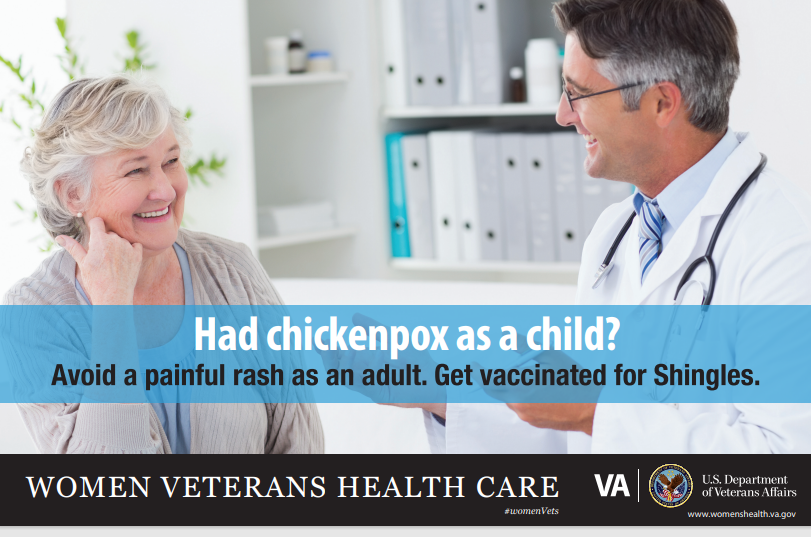 Had chickenpox as a child?
Avoid a painful rash as an adult. Get vaccinated for Shingles.
WOMEN VETERANS HEALTH CARE
#womenVets
VA
U.S. Department
of Veterans Affairs
www.womenshealth.va.gov